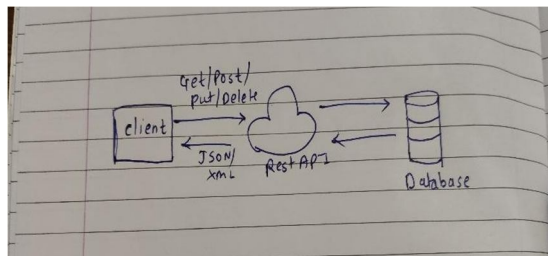 Get/Post/
put/Delete
client
JSON/
XML
Rest API
Database